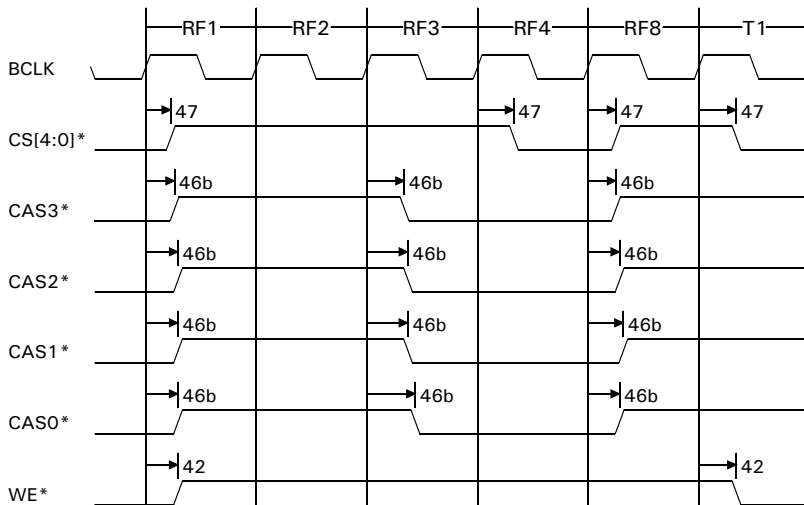 RF1 RF2 RF3 RF4 RF8 T1
BCLK
47 47 47 47
CS[4:0]*
46b 46b 46b
CAS3*
46b 46b 46b
CAS2*
46b 46b 46b
CAS1*
46b 46b 46b
CAS0*
42 42
WE*